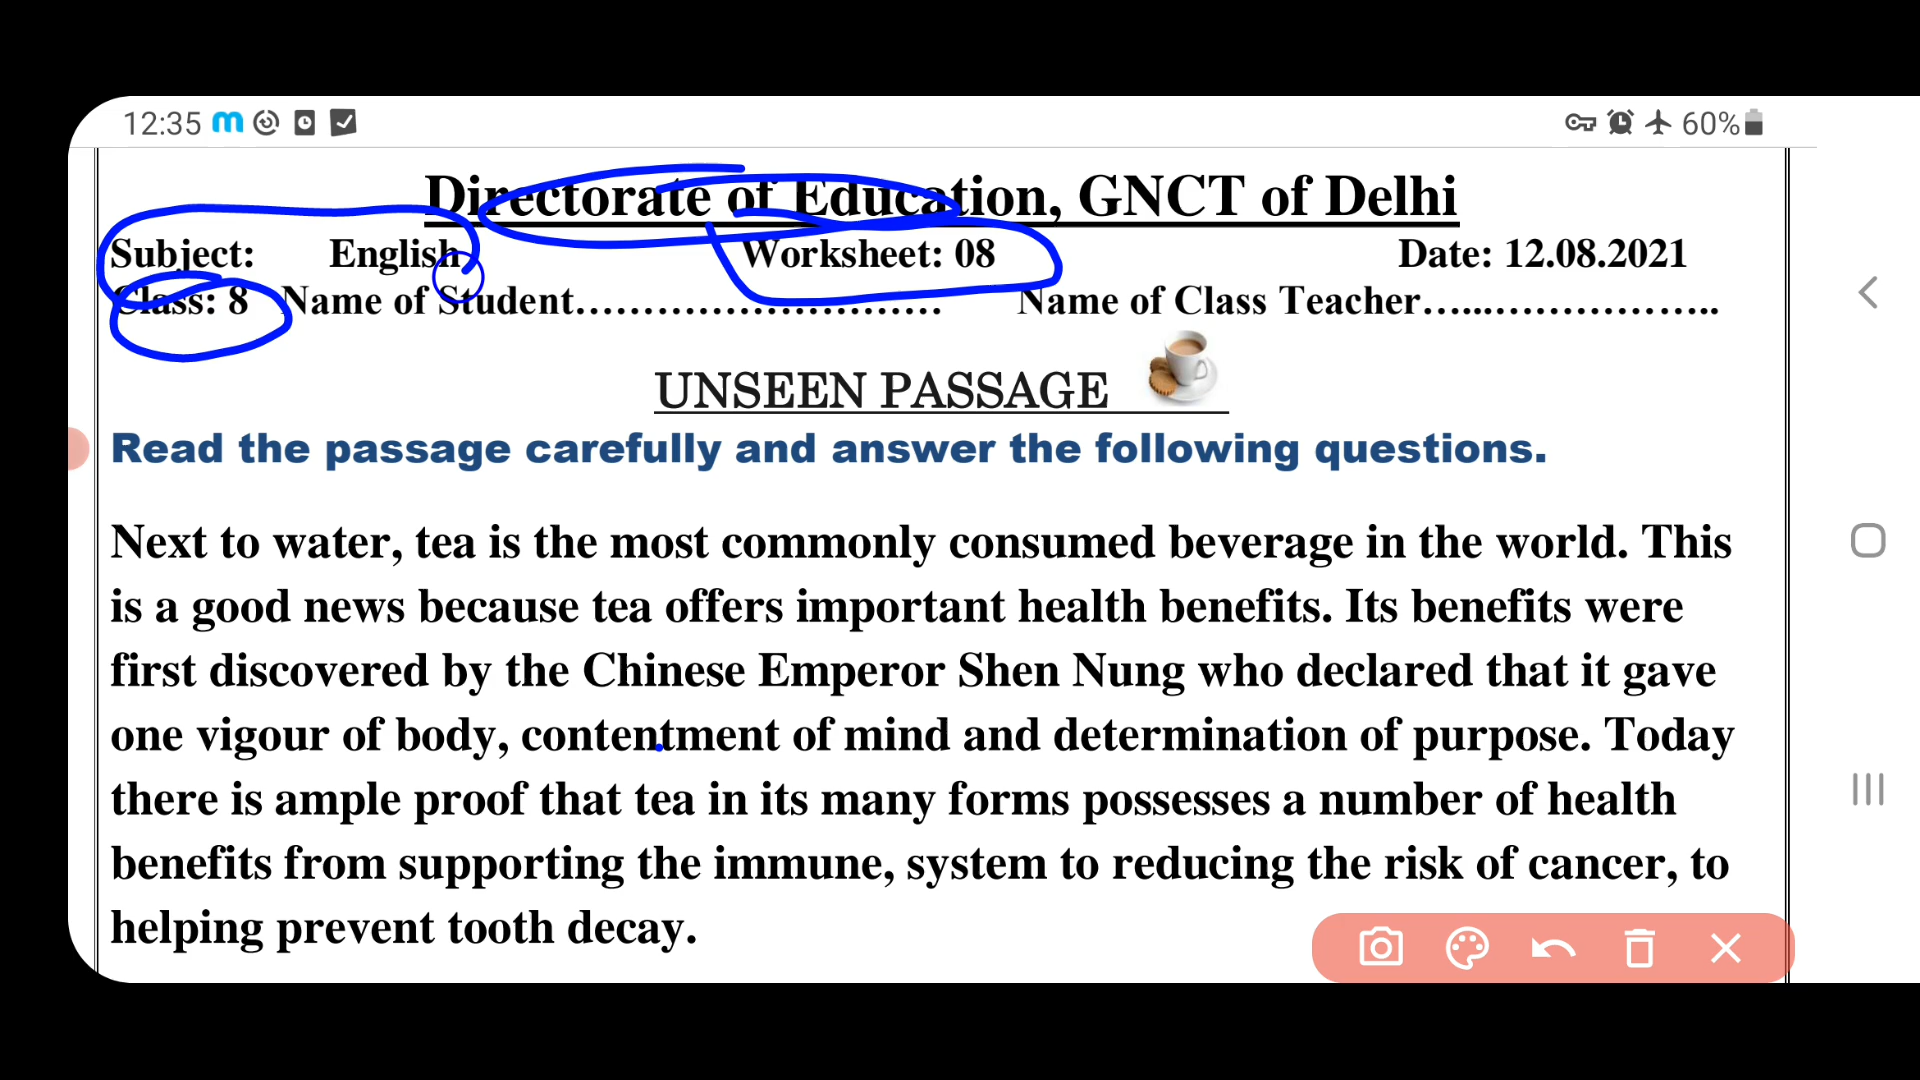 12:35 60%
Directorate of Education, GNCT of Delhi
Subject: English Worksheet: 08 Date: 12.08.2021
Class: 8 Name of Student........................... Name of Class Teacher......................
UNSEEN PASSAGE
Read the passage carefully and answer the following questions.
Next to water, tea is the most commonly consumed beverage in the world. This
is a good news because tea offers important health benefits. Its benefits were
first discovered by the Chinese Emperor Shen Nung who declared that it gave
one vigour of body, contentment of mind and determination of purpose. Today
there is ample proof that tea in its many forms possesses a number of health
benefits from supporting the immune, system to reducing the risk of cancer, to
helping prevent tooth decay.